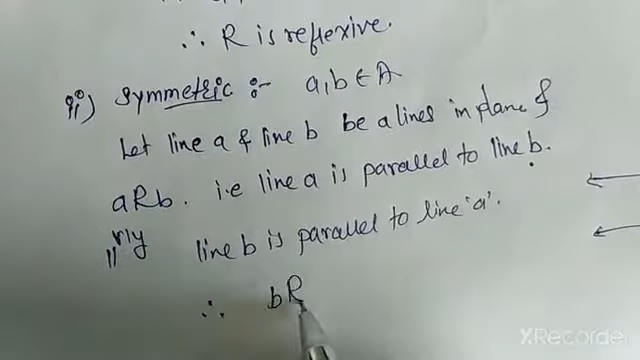 ∴ R is reflexive.
ii) Symmetric :- a, b ∈ A
Let line a & line b be a lines in plane &
aRb. i.e line a is parallel to line b.
||rly line b is parallel to line 'a'.
∴ bR
XRecorder